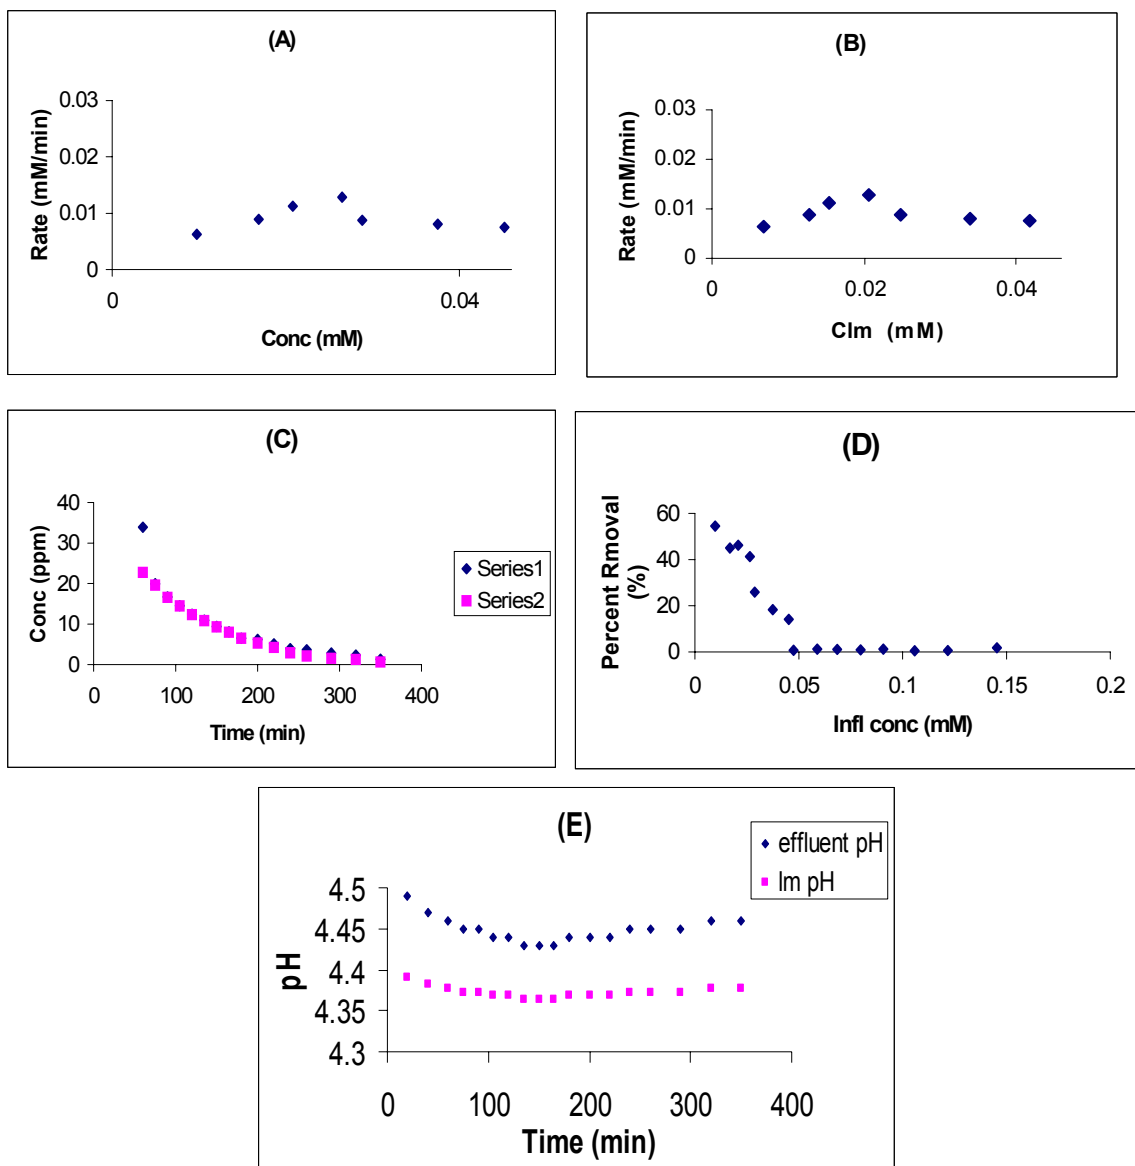 (A)
Rate (mM/min)
0.03
0.02
0.01
0
0
0.04
Conc (mM)
(B)
Rate (mM/min)
0.03
0.02
0.01
0
0
0.02
0.04
Clm (mM)
(C)
Conc (ppm)
40
30
20
10
0
0
100
200
300
400
Time (min)
Series1
Series2
(D)
Percent Rmoval
(%)
60
40
20
0
0
0.05
0.1
0.15
0.2
Infl conc (mM)
(E)
effluent pH
lm pH
pH
4.5
4.45
4.4
4.35
4.3
0
100
200
300
400
Time (min)